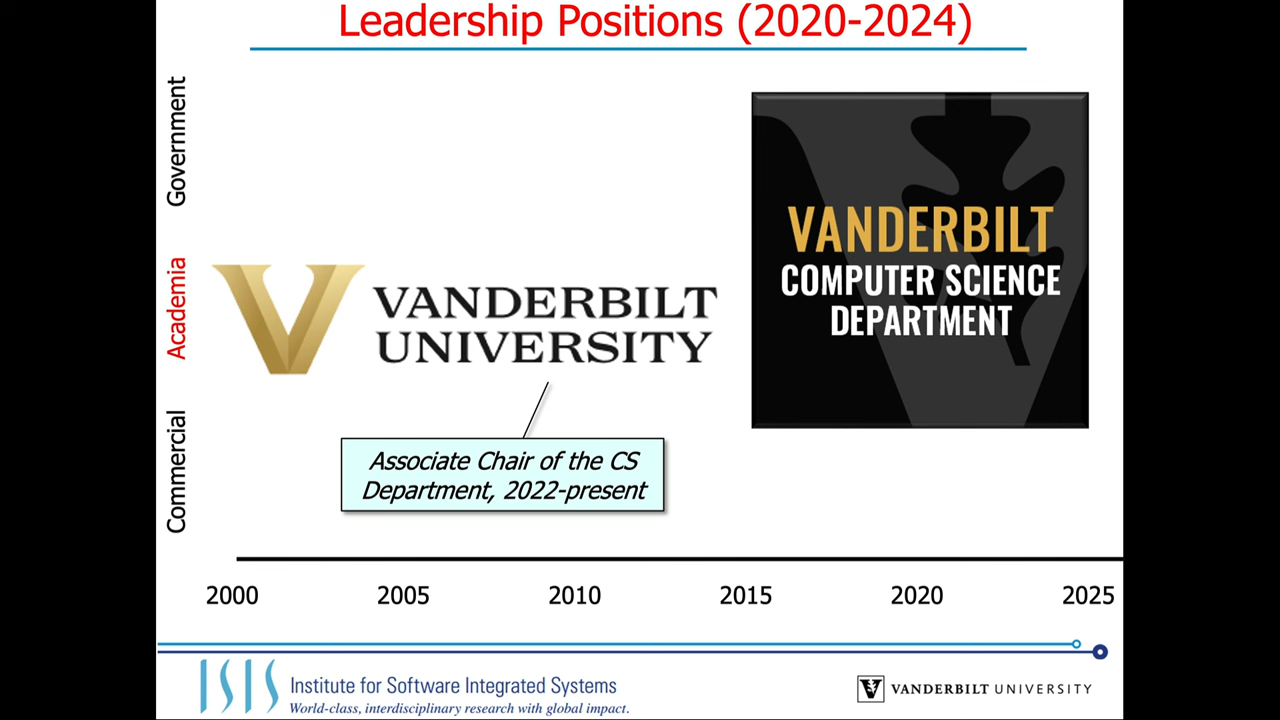 Leadership Positions (2020-2024)
Government
Academia
Commercial
VANDERBILT
UNIVERSITY
VANDERBILT
COMPUTER SCIENCE
DEPARTMENT
Associate Chair of the CS
Department, 2022-present
2000 2005 2010 2015 2020 2025
ISIS Institute for Software Integrated Systems
World-class, interdisciplinary research with global impact.
V VANDERBILT UNIVERSITY